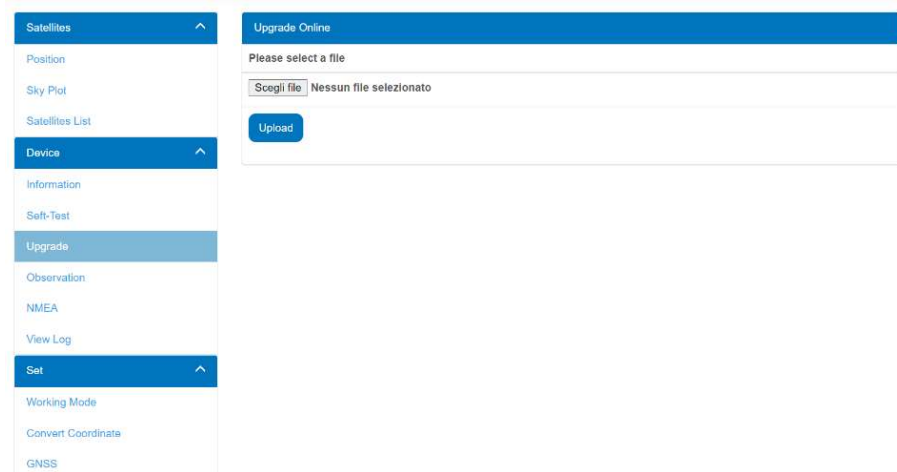 Satellites
Position
Sky Plot
Satellites List
Device
Information
Seft-Test
Upgrade
Observation
NMEA
View Log
Set
Working Mode
Convert Coordinate
GNSS
Upgrade Online
Please select a file
Scegli file Nessun file selezionato
Upload